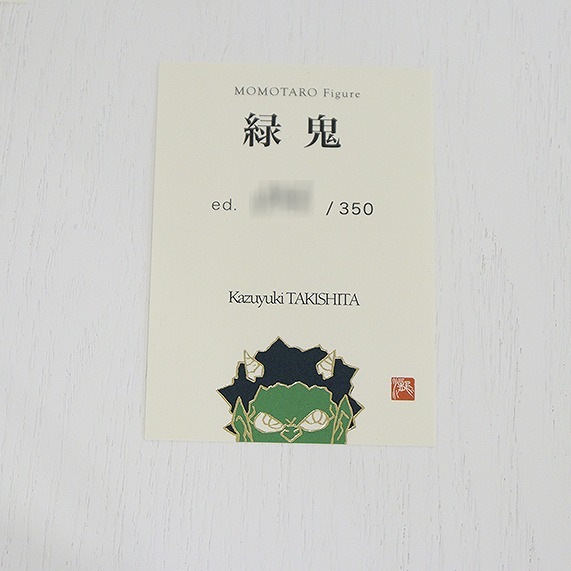 MOMOTARO Figure
緑 鬼
ed. / 350
Kazuyuki TAKISHITA